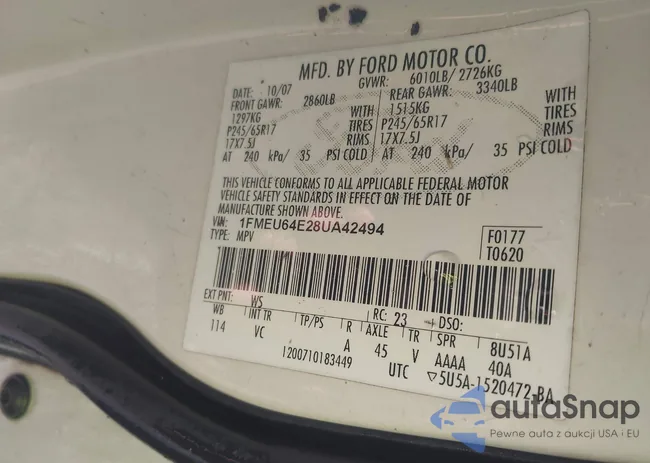 MFD. BY FORD MOTOR CO.
DATE: 10/07 GVWR: 6010LB/ 2726KG
FRONT GAWR: 2860LB REAR GAWR: 3340LB
1297KG WITH 1515KG WITH
P245/65R17 TIRES P245/65R17 TIRES
17X7.5J RIMS 17X7.5J RIMS
AT 240 kPa/ 35 PSI COLD AT 240 kPa/ 35 PSI COLD
THIS VEHICLE CONFORMS TO ALL APPLICABLE FEDERAL MOTOR
VEHICLE SAFETY STANDARDS IN EFFECT ON THE DATE OF
MANUFACTURE SHOWN ABOVE.
VIN: 1FMEU64E28UA42494
TYPE: MPV
F0177
T0620
EXT PNT: WS RC: 23 DSO:
WB INT TR TP/PS R AXLE TR SPR 8U51A
114 VC A 45 V AAAA 40A
1200710183449 UTC ▽5U5A-1520472-BA
autaSnap
Pewne auta z aukcji USA i EU